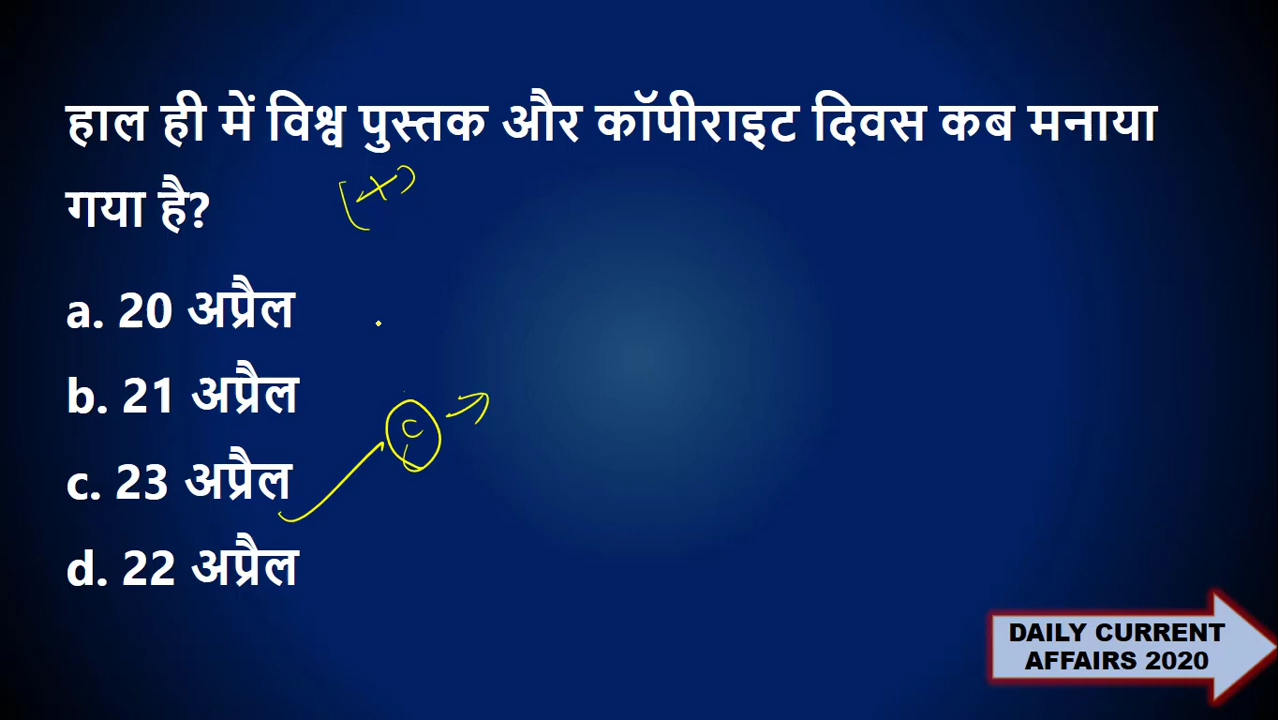 हाल ही में विश्व पुस्तक और कॉपीराइट दिवस कब मनाया
गया है?
a. 20 अप्रैल
b. 21 अप्रैल
c. 23 अप्रैल
d. 22 अप्रैल
DAILY CURRENT
AFFAIRS 2020